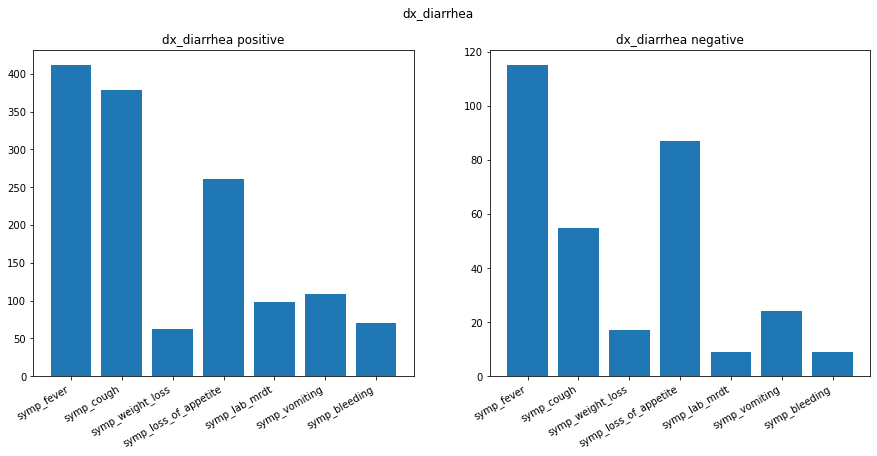 dx_diarrhea
dx_diarrhea positive
400
350
300
250
200
150
100
50
0
symp_fever
symp_cough
symp_weight_loss
symp_loss_of_appetite
symp_lab_mrdt
symp_vomiting
symp_bleeding
dx_diarrhea negative
120
100
80
60
40
20
0
symp_fever
symp_cough
symp_weight_loss
symp_loss_of_appetite
symp_lab_mrdt
symp_vomiting
symp_bleeding